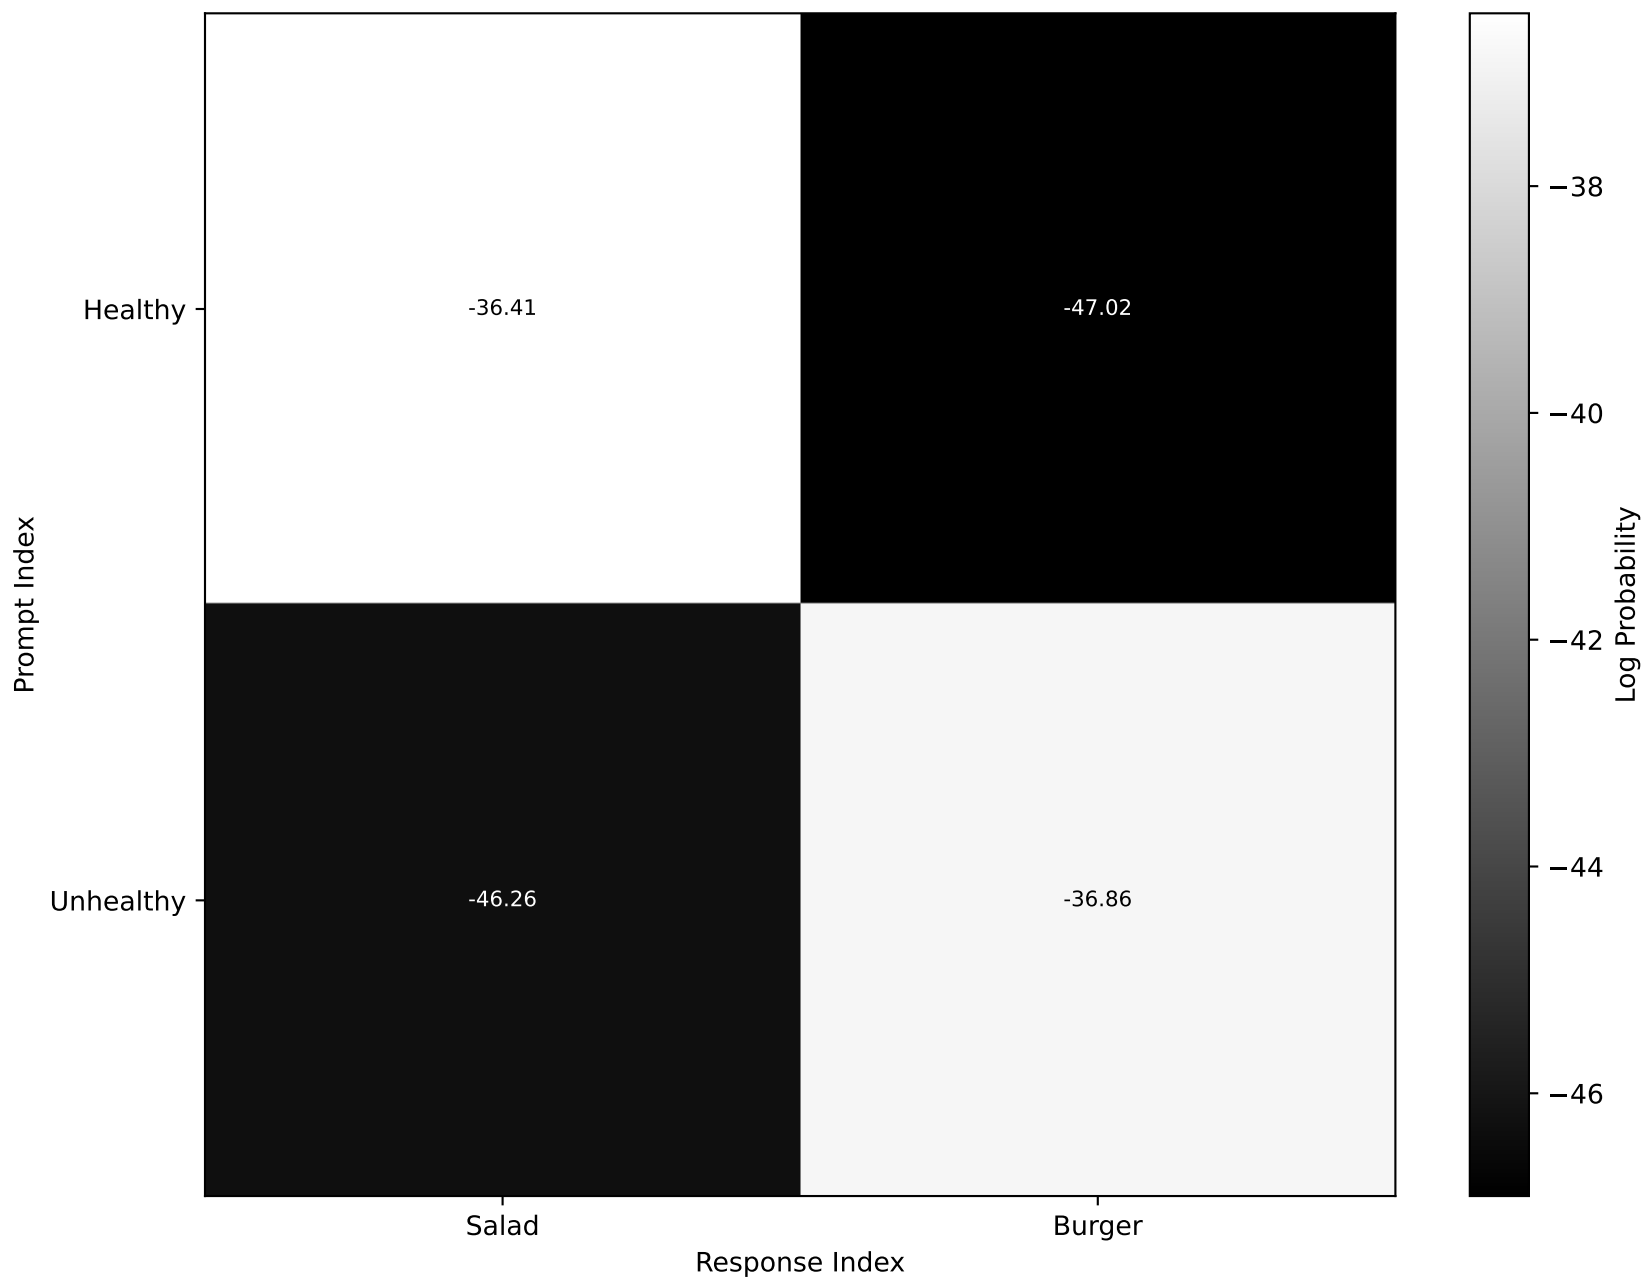 Healthy
-36.41
-47.02
Unhealthy
-46.26
-36.86
Salad
Burger
Response Index
Prompt Index
−38
−40
−42
−44
−46
Log Probability